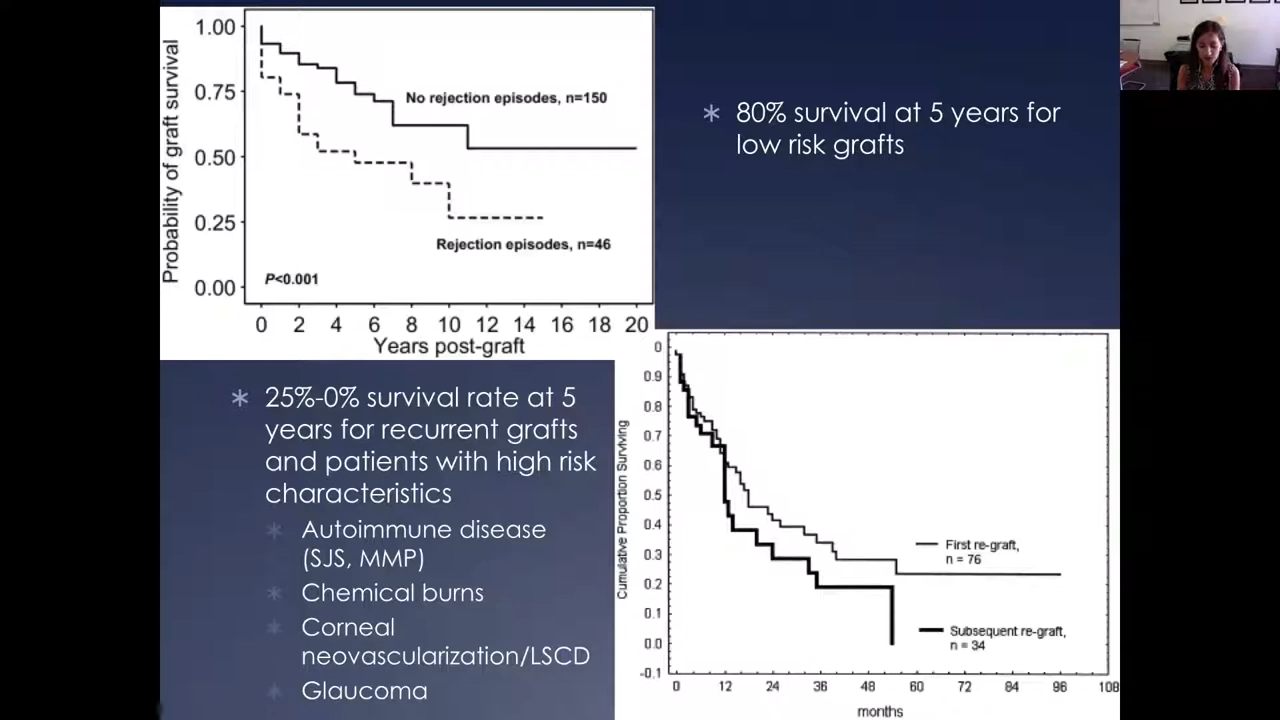 1.00
0.75
0.50
0.25
0.00
Probability of graft survival
No rejection episodes, n=150
Rejection episodes, n=46
P<0.001
0 2 4 6 8 10 12 14 16 18 20
Years post-graft
80% survival at 5 years for
low risk grafts
25%-0% survival rate at 5
years for recurrent grafts
and patients with high risk
characteristics
Autoimmune disease
(SJS, MMP)
Chemical burns
Corneal
neovascularization/LSCD
Glaucoma
0
0.9
0.8
0.7
0.6
0.5
0.4
0.3
0.2
0.1
0.0
-0.1
Cumulative Proportion Surviving
First re-graft,
n = 76
Subsequent re-graft,
n = 34
0 12 24 36 48 60 72 84 96 108
months